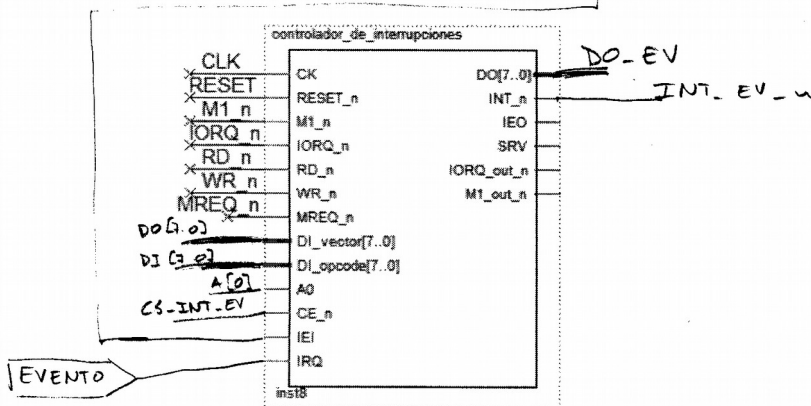 controlador_de_interrupciones
CLK CK DO[7..0] DO_EV
RESET RESET_n INT_n INT_EV_n
M1_n M1_n IEO
IORQ_n IORQ_n SRV
RD_n RD_n IORQ_out_n
WR_n WR_n M1_out_n
MREQ_n MREQ_n
DO[7..0] DI_vector[7..0]
DI[7..0] DI_opcode[7..0]
A[0] A0
CS_INT_EV CE_n
IEI
EVENTO IRQ
inst8